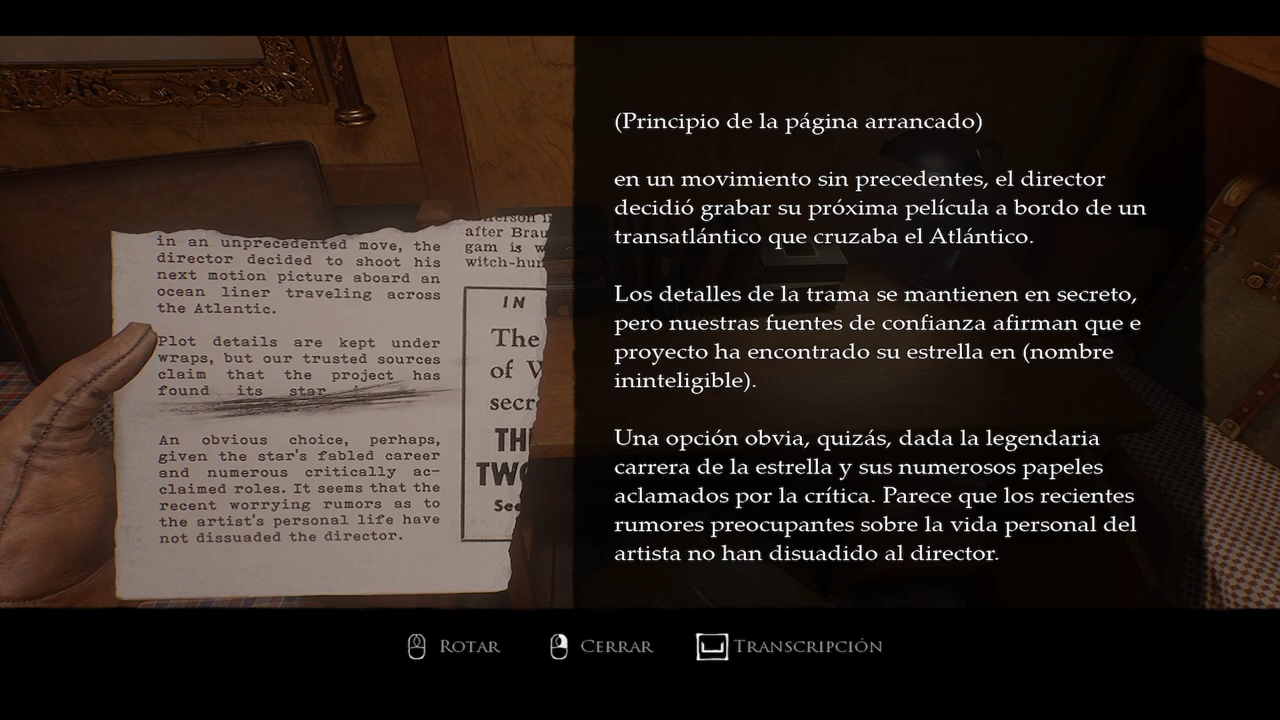 in an unprecedented move, the
director decided to shoot his
next motion picture aboard an
ocean liner traveling across
the Atlantic.
Plot details are kept under
wraps, but our trusted sources
claim that the project has
found its star
An obvious choice, perhaps,
given the star's fabled career
and numerous critically ac-
claimed roles. It seems that the
recent worrying rumors as to
the artist's personal life have
not dissuaded the director.
after Brau
gam is w
witch-hun
IN
The
of
secr
TH
TWO
See
(Principio de la página arrancado)
en un movimiento sin precedentes, el director
decidió grabar su próxima película a bordo de un
transatlántico que cruzaba el Atlántico.
Los detalles de la trama se mantienen en secreto,
pero nuestras fuentes de confianza afirman que e
proyecto ha encontrado su estrella en (nombre
ininteligible).
Una opción obvia, quizás, dada la legendaria
carrera de la estrella y sus numerosos papeles
aclamados por la crítica. Parece que los recientes
rumores preocupantes sobre la vida personal del
artista no han disuadido al director.
ROTAR
CERRAR
TRANSCRIPCIÓN